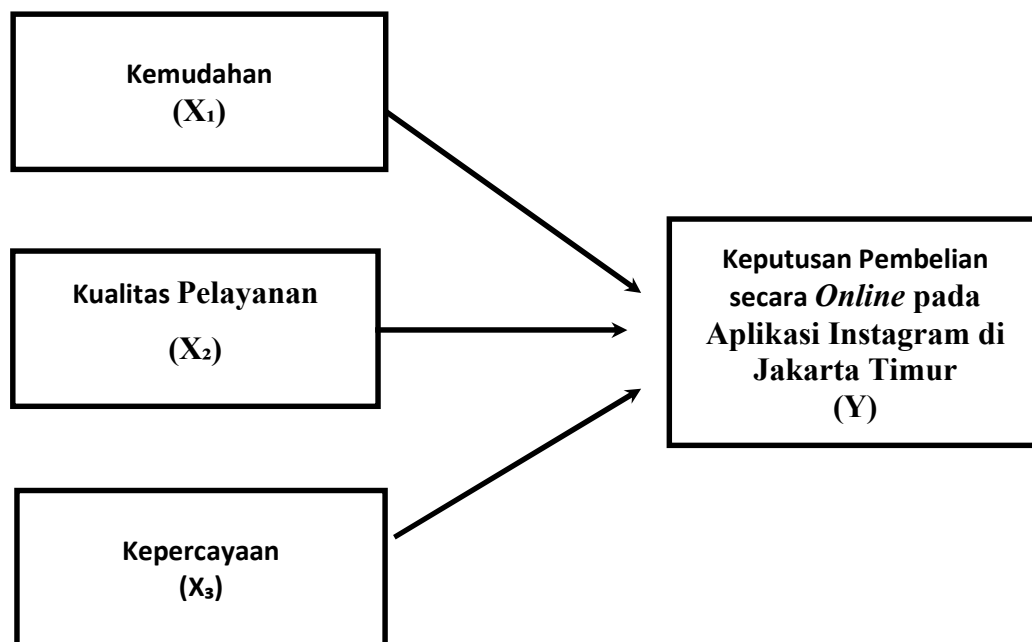 Kemudahan
(X₁)
Kualitas Pelayanan
(X₂)
Kepercayaan
(X₃)
Keputusan Pembelian
secara Online pada
Aplikasi Instagram di
Jakarta Timur
(Y)